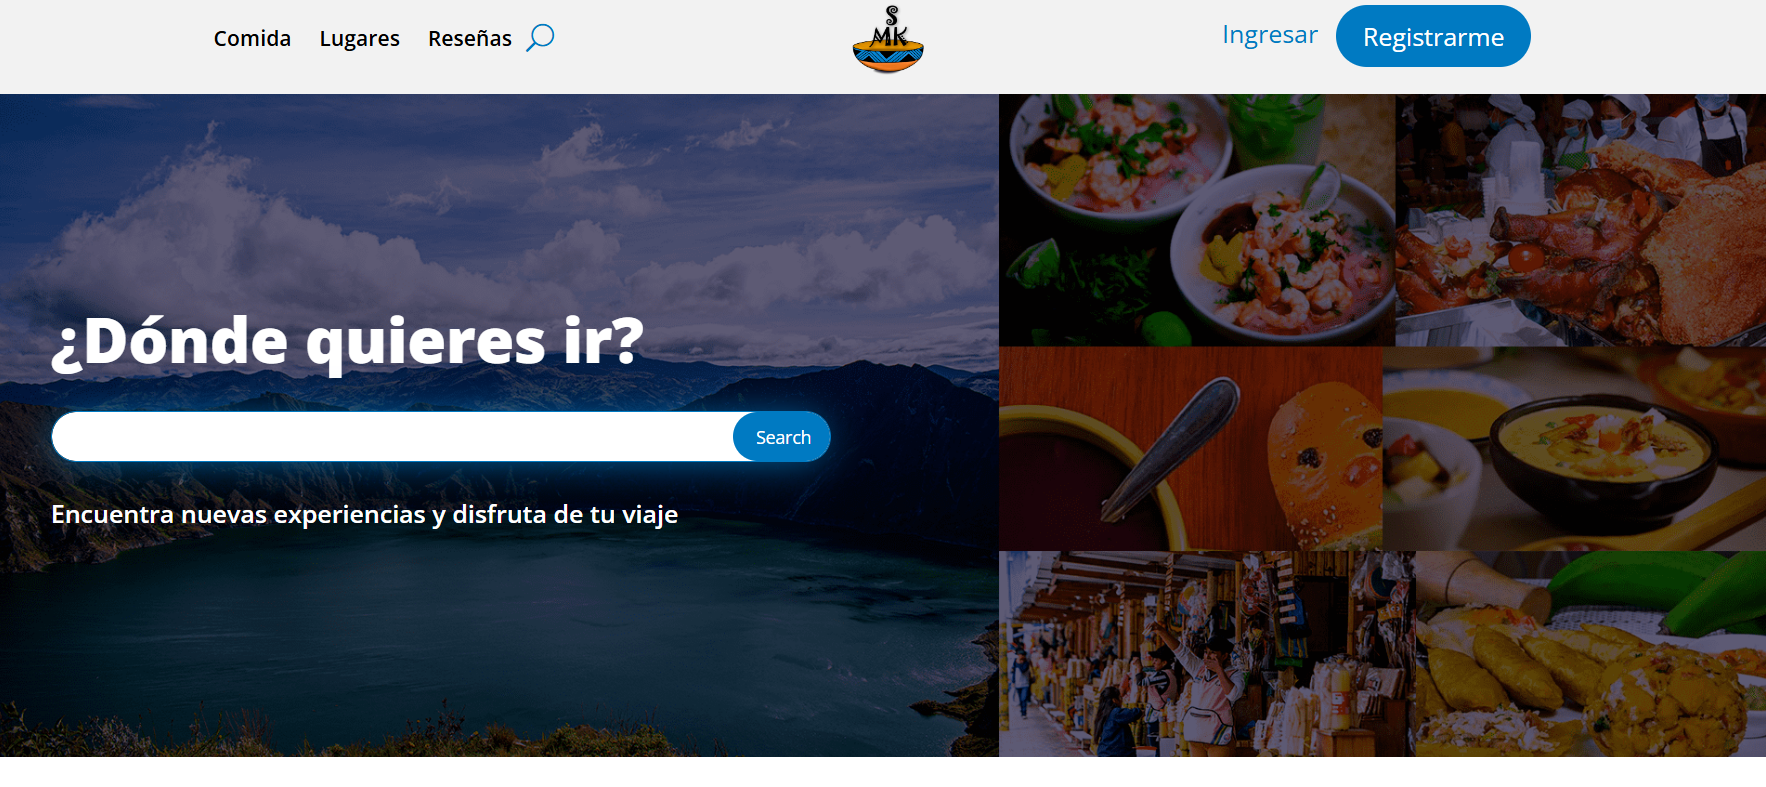 Comida Lugares Reseñas
S
MK
Ingresar Registrarme
¿Dónde quieres ir?
Search
Encuentra nuevas experiencias y disfruta de tu viaje